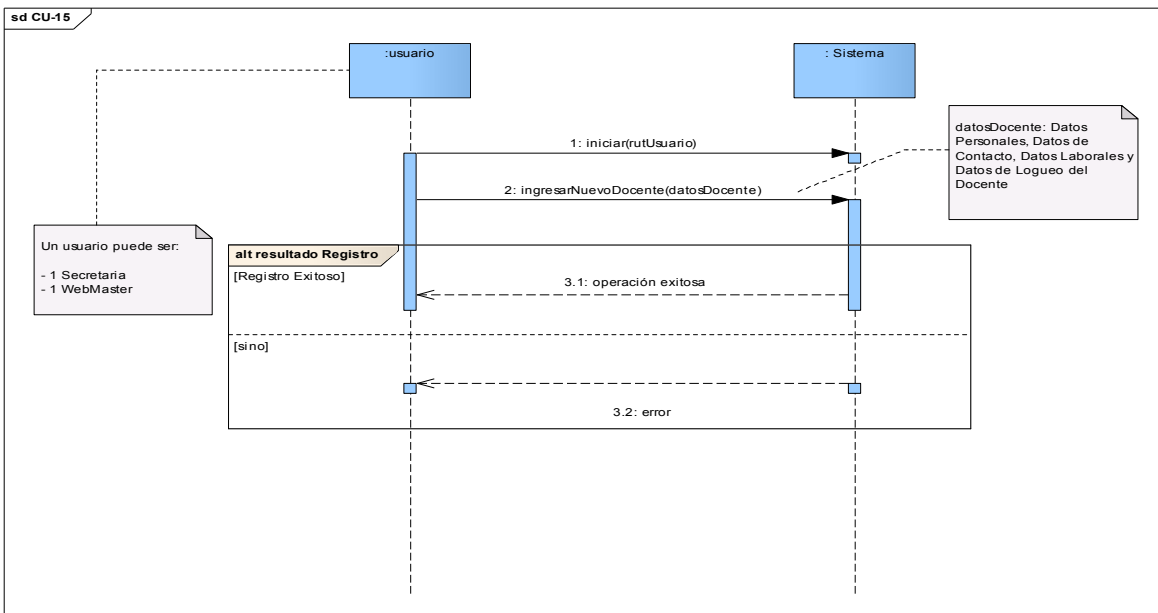 sd CU-15
:usuario
: Sistema
datosDocente: Datos
Personales, Datos de
Contacto, Datos Laborales y
Datos de Logueo del
Docente
1: iniciar(rutUsuario)
2: ingresarNuevoDocente(datosDocente)
Un usuario puede ser:
- 1 Secretaria
- 1 WebMaster
alt resultado Registro
[Registro Exitoso]
3.1: operación exitosa
[sino]
3.2: error